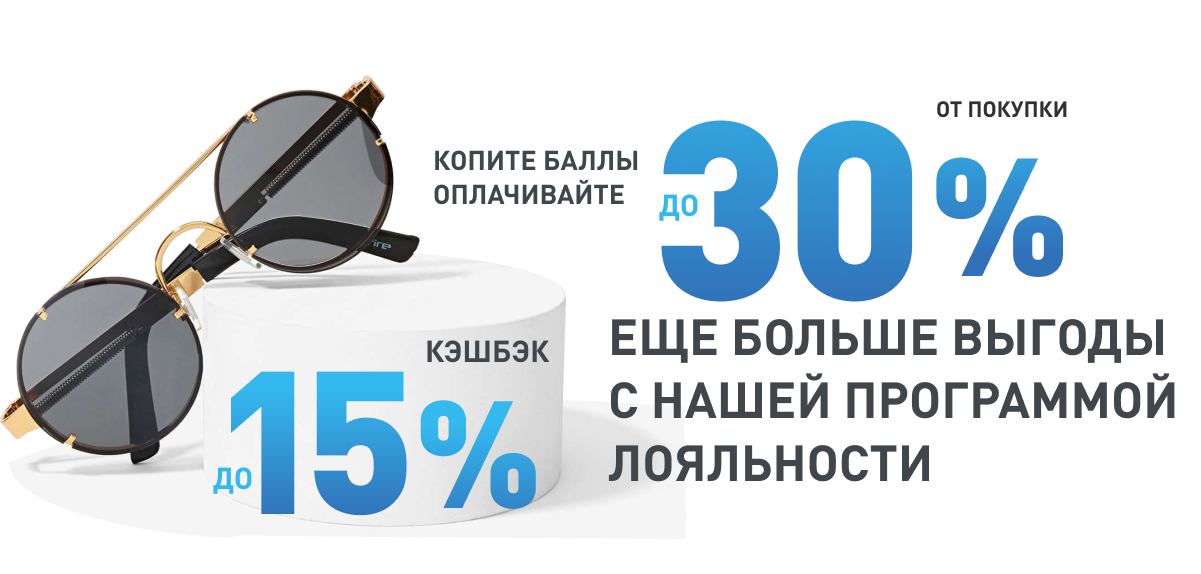 КОПИТЕ БАЛЛЫ
ОПЛАЧИВАЙТЕ
ДО 30%
ОТ ПОКУПКИ
КЭШБЭК
ДО 15%
ЕЩЕ БОЛЬШЕ ВЫГОДЫ
С НАШЕЙ ПРОГРАММОЙ
ЛОЯЛЬНОСТИ